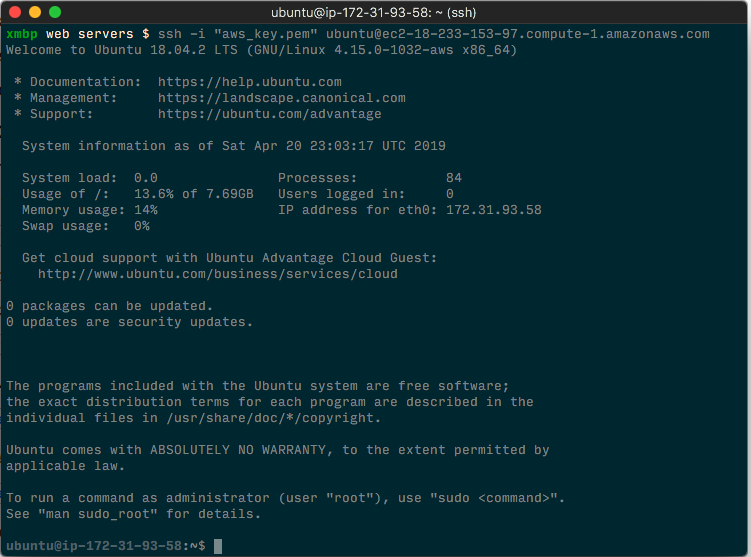 ubuntu@ip-172-31-93-58: ~ (ssh)
xmbp web servers $ ssh -i "aws_key.pem" ubuntu@ec2-18-233-153-97.compute-1.amazonaws.com
Welcome to Ubuntu 18.04.2 LTS (GNU/Linux 4.15.0-1032-aws x86_64)
* Documentation:  https://help.ubuntu.com
* Management:     https://landscape.canonical.com
* Support:        https://ubuntu.com/advantage
System information as of Sat Apr 20 23:03:17 UTC 2019
System load:  0.0               Processes:           84
Usage of /:   13.6% of 7.69GB   Users logged in:     0
Memory usage: 14%               IP address for eth0: 172.31.93.58
Swap usage:   0%
Get cloud support with Ubuntu Advantage Cloud Guest:
http://www.ubuntu.com/business/services/cloud
0 packages can be updated.
0 updates are security updates.
The programs included with the Ubuntu system are free software;
the exact distribution terms for each program are described in the
individual files in /usr/share/doc/*/copyright.
Ubuntu comes with ABSOLUTELY NO WARRANTY, to the extent permitted by
applicable law.
To run a command as administrator (user "root"), use "sudo <command>".
See "man sudo_root" for details.
ubuntu@ip-172-31-93-58:~$